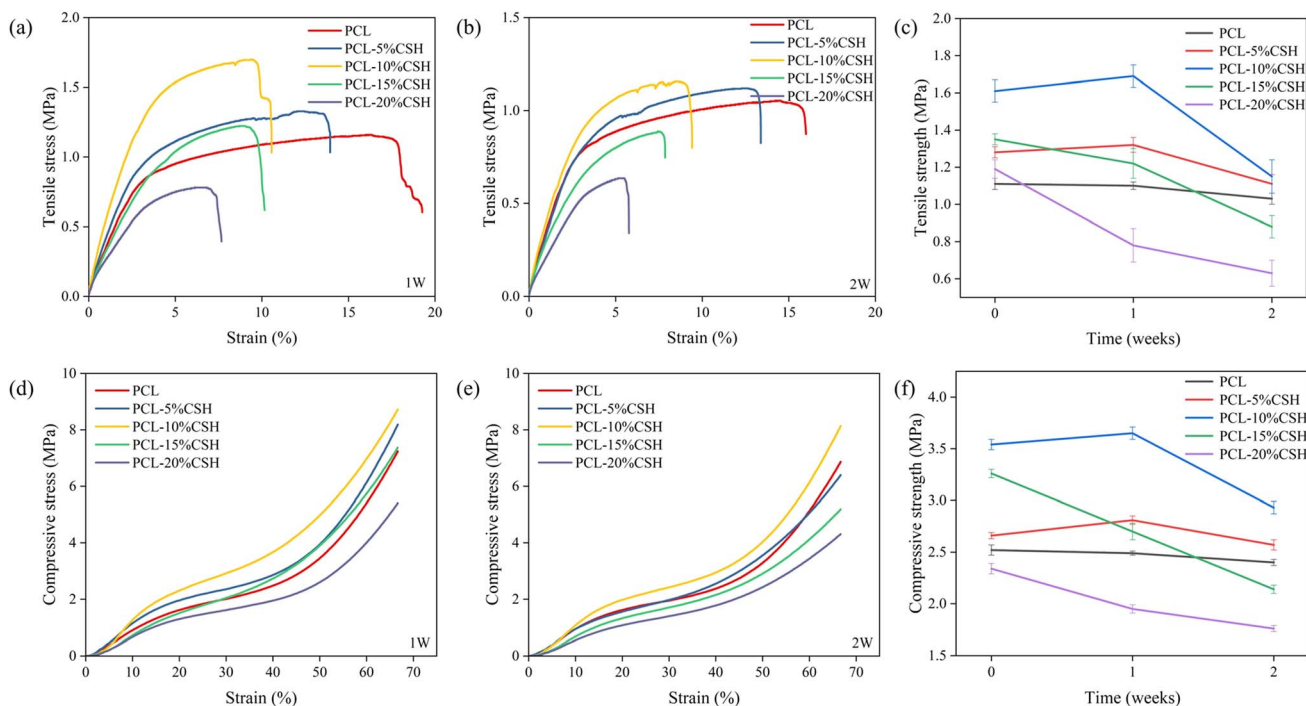 (a)
2.0
1.5
1.0
0.5
0.0
Tensile stress (MPa)
PCL
PCL-5%CSH
PCL-10%CSH
PCL-15%CSH
PCL-20%CSH
1W
0 5 10 15 20
Strain (%)
(b)
1.5
1.0
0.5
0.0
Tensile stress (MPa)
PCL
PCL-5%CSH
PCL-10%CSH
PCL-15%CSH
PCL-20%CSH
2W
0 5 10 15 20
Strain (%)
(c)
2.0
1.8
1.6
1.4
1.2
1.0
0.8
0.6
Tensile strength (MPa)
PCL
PCL-5%CSH
PCL-10%CSH
PCL-15%CSH
PCL-20%CSH
0 1 2
Time (weeks)
(d)
10
8
6
4
2
0
Compressive stress (MPa)
PCL
PCL-5%CSH
PCL-10%CSH
PCL-15%CSH
PCL-20%CSH
1W
0 10 20 30 40 50 60 70
Strain (%)
(e)
10
8
6
4
2
0
Compressive stress (MPa)
PCL
PCL-5%CSH
PCL-10%CSH
PCL-15%CSH
PCL-20%CSH
2W
0 10 20 30 40 50 60 70
Strain (%)
(f)
4.0
3.5
3.0
2.5
2.0
1.5
Compressive strength (MPa)
PCL
PCL-5%CSH
PCL-10%CSH
PCL-15%CSH
PCL-20%CSH
0 1 2
Time (weeks)